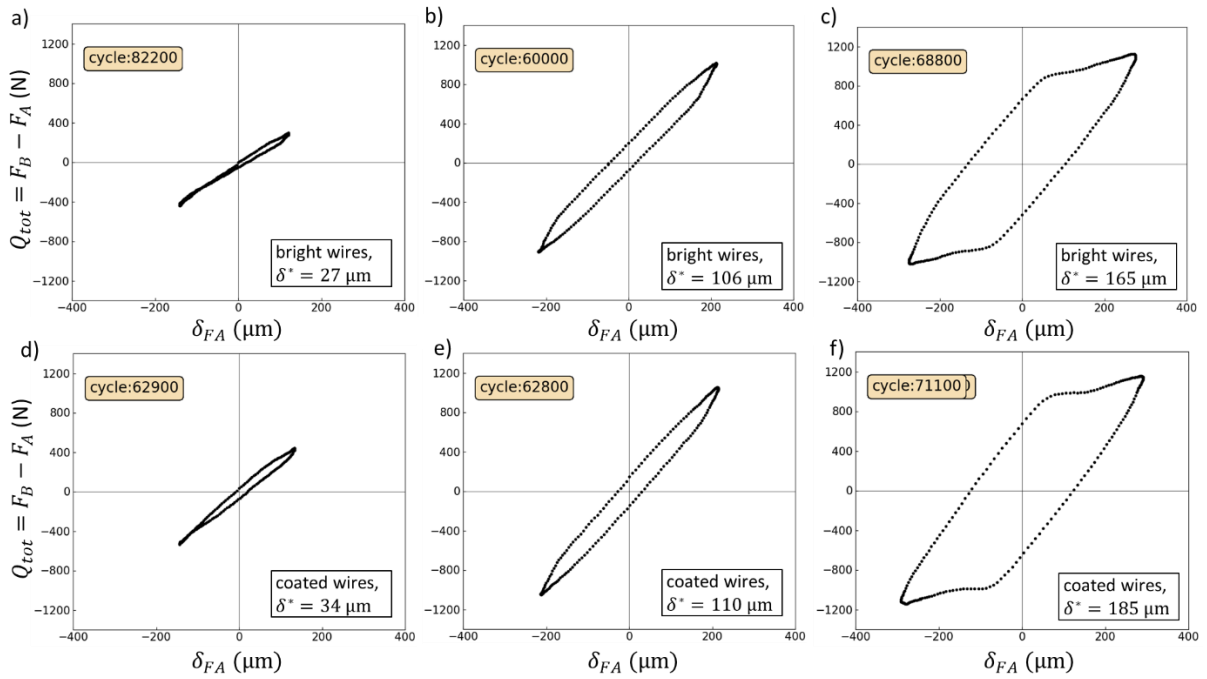 a)
1200
800
400
0
−400
−800
−1200
cycle:82200
bright wires,
δ* = 27 μm
−400 −200 0 200 400
δ_FA (μm)
Q_tot = F_B − F_A (N)
b)
1200
800
400
0
−400
−800
−1200
cycle:60000
bright wires,
δ* = 106 μm
−400 −200 0 200 400
δ_FA (μm)
c)
1200
800
400
0
−400
−800
−1200
cycle:68800
bright wires,
δ* = 165 μm
−400 −200 0 200 400
δ_FA (μm)
d)
1200
800
400
0
−400
−800
−1200
cycle:62900
coated wires,
δ* = 34 μm
−400 −200 0 200 400
δ_FA (μm)
Q_tot = F_B − F_A (N)
e)
1200
800
400
0
−400
−800
−1200
cycle:62800
coated wires,
δ* = 110 μm
−400 −200 0 200 400
δ_FA (μm)
f)
1200
800
400
0
−400
−800
−1200
cycle:71100
coated wires,
δ* = 185 μm
−400 −200 0 200 400
δ_FA (μm)